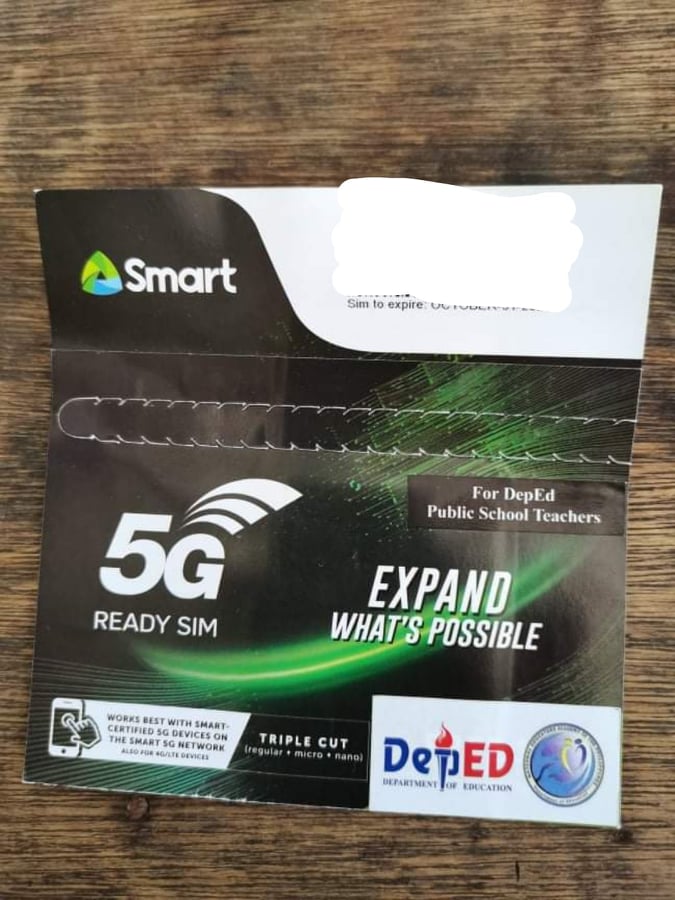 Smart
Sim to expire:
For DepEd
Public School Teachers
5G
READY SIM
EXPAND
WHAT'S POSSIBLE
WORKS BEST WITH SMART-
CERTIFIED 5G DEVICES ON
THE SMART 5G NETWORK
ALSO FOR 4G/LTE DEVICES
TRIPLE CUT
(regular + micro + nano)
DepED
DEPARTMENT OF EDUCATION